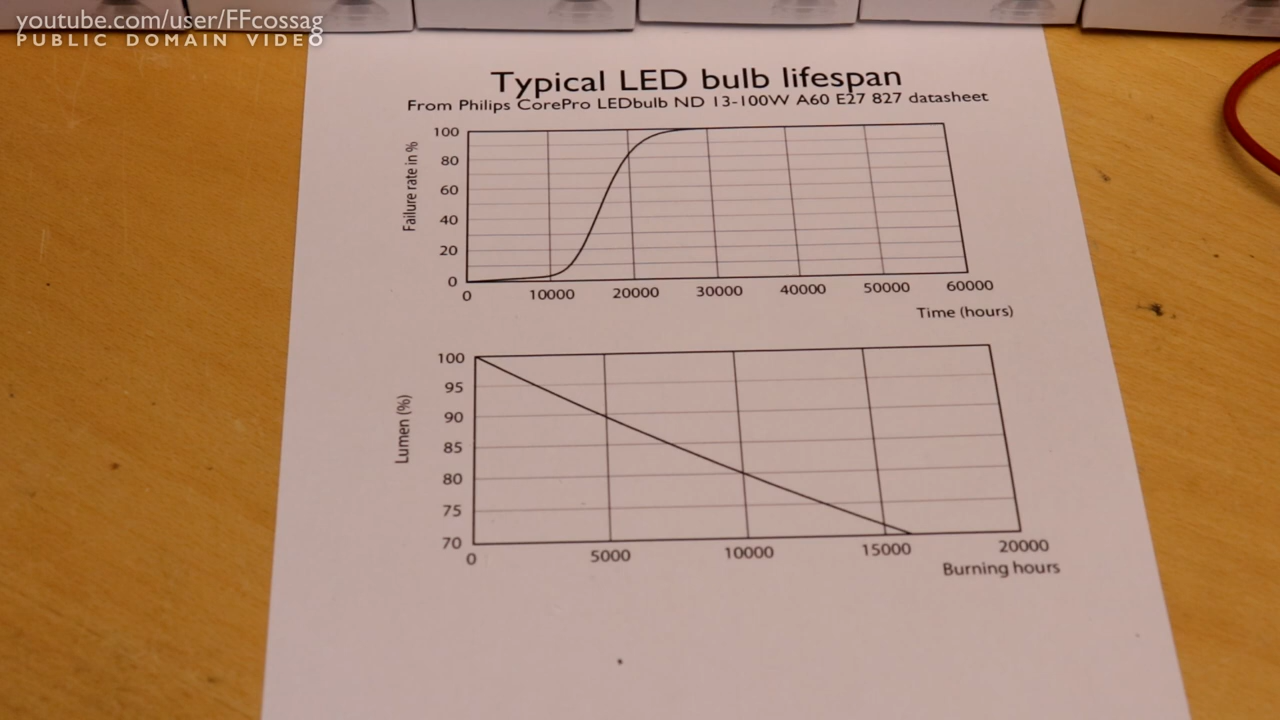 youtube.com/user/FFcossag
PUBLIC DOMAIN VIDEO
Typical LED bulb lifespan
From Philips CorePro LEDbulb ND 13-100W A60 E27 827 datasheet
Failure rate in %
100
80
60
40
20
0
0 10000 20000 30000 40000 50000 60000
Time (hours)
Lumen (%)
100
95
90
85
80
75
70
0 5000 10000 15000 20000
Burning hours